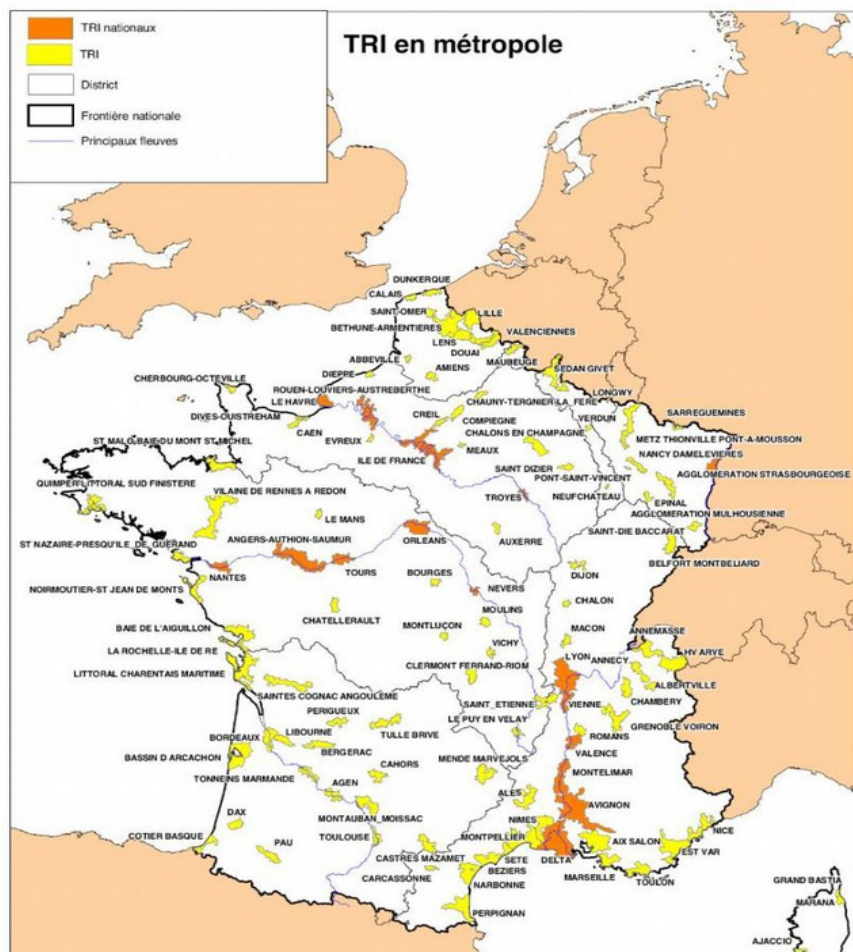 TRI nationaux
TRI
District
Frontière nationale
Principaux fleuves
TRI en métropole
DUNKERQUE
CALAIS
SAINT-OMER
LILLE
BETHUNE-ARMENTIERES
VALENCIENNES
LENS
DOUAI
MAUBEUGE
ABBEVILLE
AMIENS
SEDAN GIVET
DIEPPE
CHERBOURG-OCTEVILLE
ROUEN-LOUVIERS-AUSTREBERTHE
LE HAVRE
CHAUNY-TERGNIER-LA_FERE
LONGWY
DIVES-OUISTREHAM
CREIL
COMPIEGNE
VERDUN
SARREGUEMINES
CAEN
EVREUX
CHALONS EN CHAMPAGNE
METZ THIONVILLE PONT-A-MOUSSON
ST MALO-BAIE-DU MONT ST-MICHEL
MEAUX
NANCY DAMELEVIERES
ILE DE FRANCE
SAINT DIZIER
PONT-SAINT-VINCENT
AGGLOMERATION STRASBOURGEOISE
QUIMPER-LITTORAL SUD FINISTERE
VILAINE DE RENNES A REDON
TROYES
NEUFCHATEAU
EPINAL
LE MANS
AGGLOMERATION MULHOUSIENNE
ST NAZAIRE-PRESQU'ILE_DE_GUERAND
ANGERS-AUTHION-SAUMUR
ORLEANS
AUXERRE
SAINT-DIE BACCARAT
BELFORT MONTBELIARD
NANTES
TOURS
BOURGES
DIJON
NOIRMOUTIER-ST JEAN DE MONTS
NEVERS
CHATELLERAULT
MOULINS
CHALON
BAIE DE L'AIGUILLON
MONTLUÇON
MACON
ANNEMASSE
LA ROCHELLE-ILE DE RE
VICHY
LYON
ANNECY
HV ARVE
LITTORAL CHARENTAIS MARITIME
CLERMONT FERRAND-RIOM
ALBERTVILLE
SAINTES COGNAC ANGOULEME
SAINT_ETIENNE
VIENNE
CHAMBERY
PERIGUEUX
LE PUY EN VELAY
GRENOBLE VOIRON
BORDEAUX
LIBOURNE
TULLE BRIVE
ROMANS
BASSIN D ARCACHON
BERGERAC
MENDE MARVEJOLS
VALENCE
CAHORS
TONNEINS MARMANDE
AGEN
MONTELIMAR
ALES
AVIGNON
DAX
MONTAUBAN_MOISSAC
NIMES
COTIER BASQUE
TOULOUSE
MONTPELLIER
AIX SALON
NICE
PAU
CASTRES MAZAMET
SETE
DELTA
EST VAR
CARCASSONNE
BEZIERS
MARSEILLE
TOULON
NARBONNE
GRAND BASTIA
PERPIGNAN
MARANA
AJACCIO